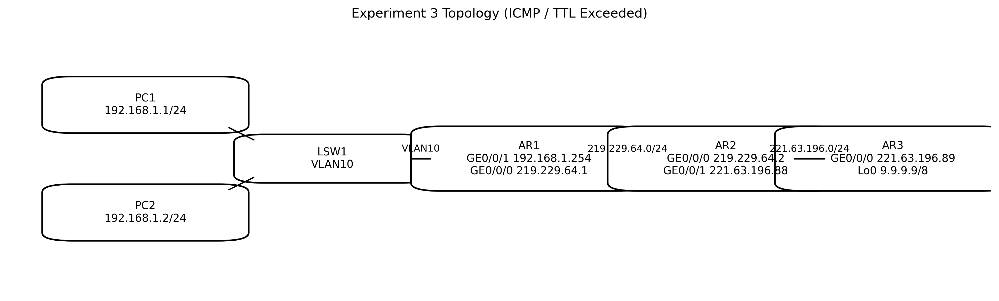 Experiment 3 Topology (ICMP / TTL Exceeded)
PC1
192.168.1.1/24
LSW1
VLAN10
VLAN10
AR1
GE0/0/1 192.168.1.254
GE0/0/0 219.229.64.1
219.229.64.0/24
AR2
GE0/0/0 219.229.64.2
GE0/0/1 221.63.196.88
221.63.196.0/24
AR3
GE0/0/0 221.63.196.89
Lo0 9.9.9.9/8
PC2
192.168.1.2/24